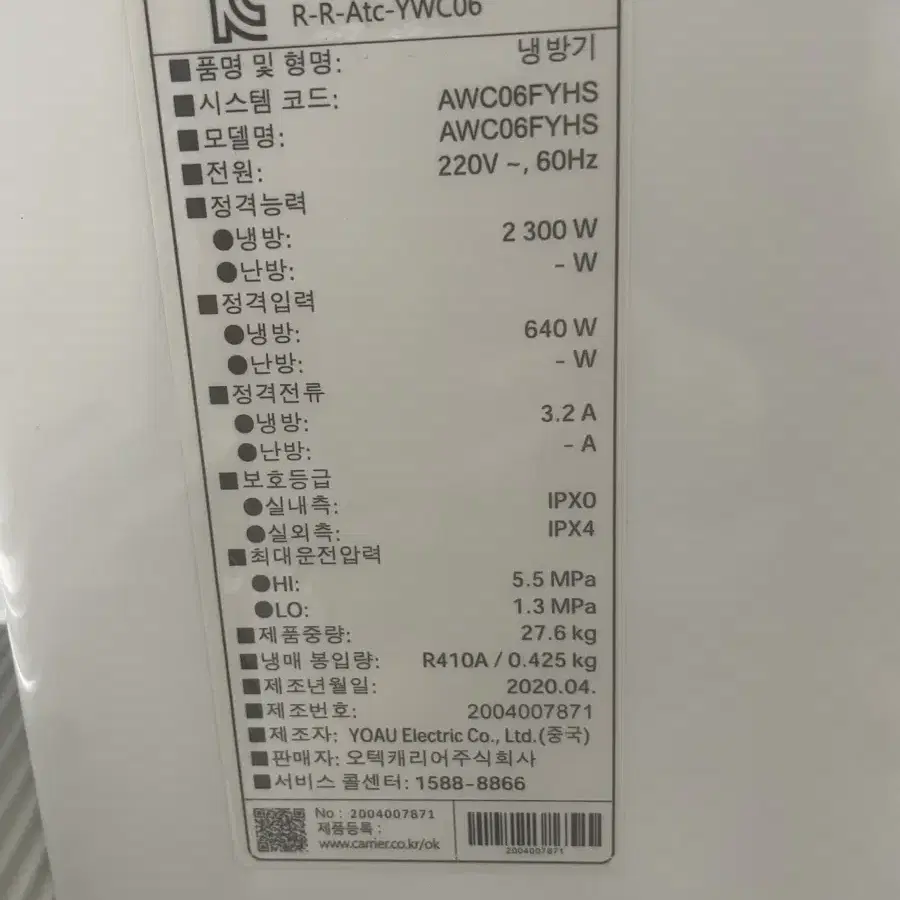 R-R-Atc-YWC06
■품명 및 형명: 냉방기
■시스템 코드: AWC06FYHS
■모델명: AWC06FYHS
■전원: 220V ~, 60Hz
■정격능력
●냉방: 2 300 W
●난방: - W
■정격입력
●냉방: 640 W
●난방: - W
■정격전류
●냉방: 3.2 A
●난방: - A
■보호등급
●실내측: IPX0
●실외측: IPX4
■최대운전압력
●HI: 5.5 MPa
●LO: 1.3 MPa
■제품중량: 27.6 kg
■냉매 봉입량: R410A / 0.425 kg
■제조년월일: 2020.04.
■제조번호: 2004007871
■제조자: YOAU Electric Co., Ltd.(중국)
■판매자: 오텍캐리어주식회사
■서비스 콜센터: 1588-8866
No : 2004007871
제품등록 :
www.carrier.co.kr/ok
2004007871